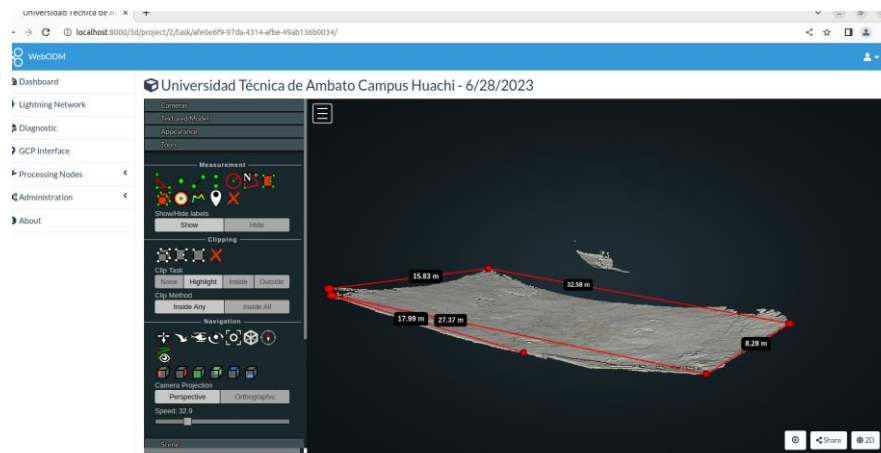 Universidad Técnica de A
localhost:8000/3d/project/2/task/afe0e6f9-97da-4314-afbe-49ab136b0034/
WebODM
Dashboard
Lightning Network
Diagnostic
GCP Interface
Processing Nodes
Administration
About
Universidad Técnica de Ambato Campus Huachi - 6/28/2023
Cameras
Textured Model
Appearance
Tools
Measurement
N°
Show/Hide labels
Show Hide
Clipping
Clip Task
None Highlight Inside Outside
Clip Method
Inside Any Inside All
Navigation
Camera Projection
Perspective Orthographic
Speed: 32.9
Scene
15.83 m
32.58 m
17.99 m 27.37 m
8.28 m
Share 2D